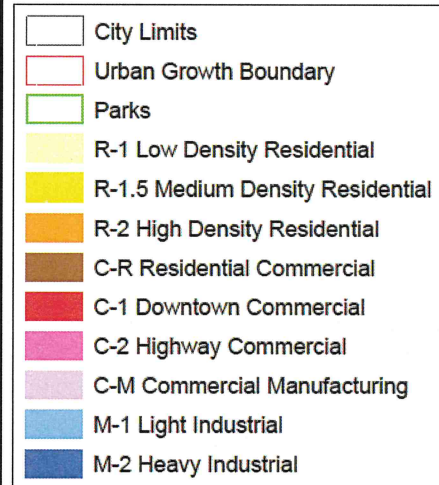 City Limits
Urban Growth Boundary
Parks
R-1 Low Density Residential
R-1.5 Medium Density Residential
R-2 High Density Residential
C-R Residential Commercial
C-1 Downtown Commercial
C-2 Highway Commercial
C-M Commercial Manufacturing
M-1 Light Industrial
M-2 Heavy Industrial